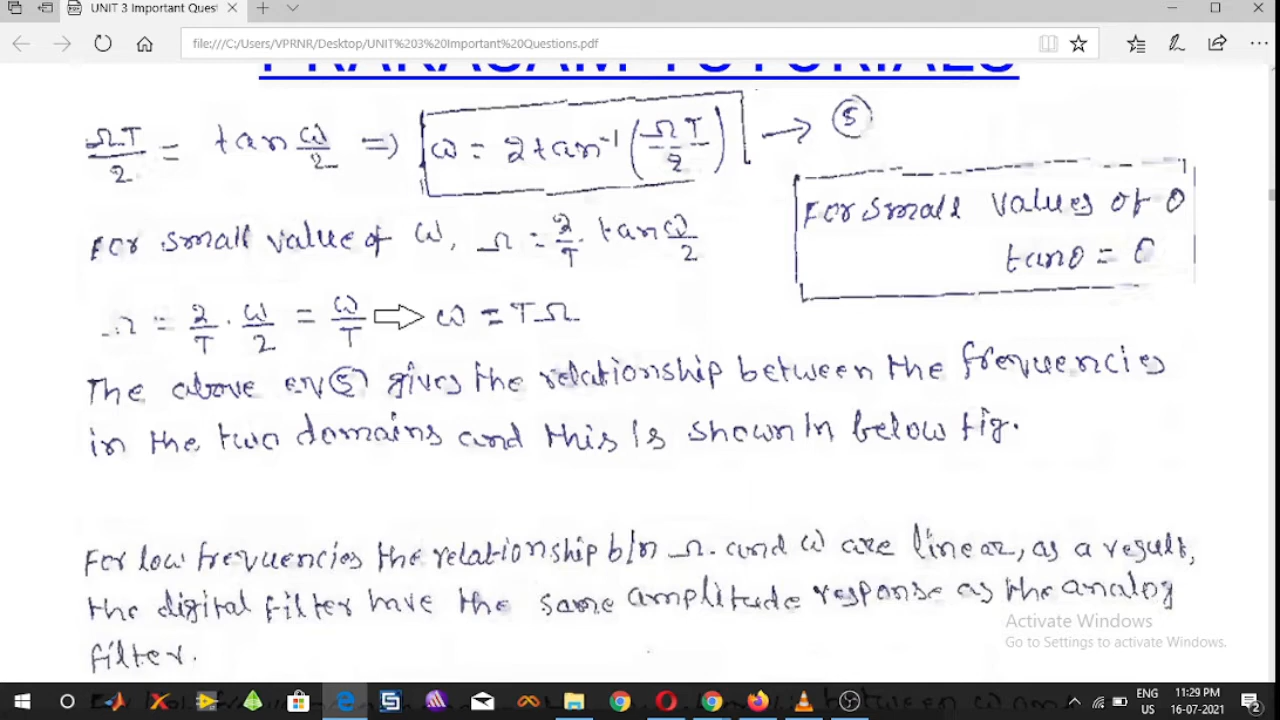 UNIT 3 Important Quest
file:///C:/Users/VPRNR/Desktop/UNIT%203%20Important%20Questions.pdf
PRAKASAM TUTORIALS
ΩT/2 = tan ω/2 => ω = 2tan⁻¹(ΩT/2) → ⑤
For small value of ω, Ω = 2/T . tan ω/2
For small values of θ
tanθ = θ
Ω = 2/T . ω/2 = ω/T ⇒ ω = TΩ
The above eq⑤ gives the relationship between the frequencies
in the two domains and this is shown in below fig.
For low frequencies the relationship b/n Ω and ω are linear, as a result,
the digital filter have the same amplitude response as the analog
filter.
Activate Windows
Go to Settings to activate Windows.
between ω and
ENG
US
11:29 PM
16-07-2021
2